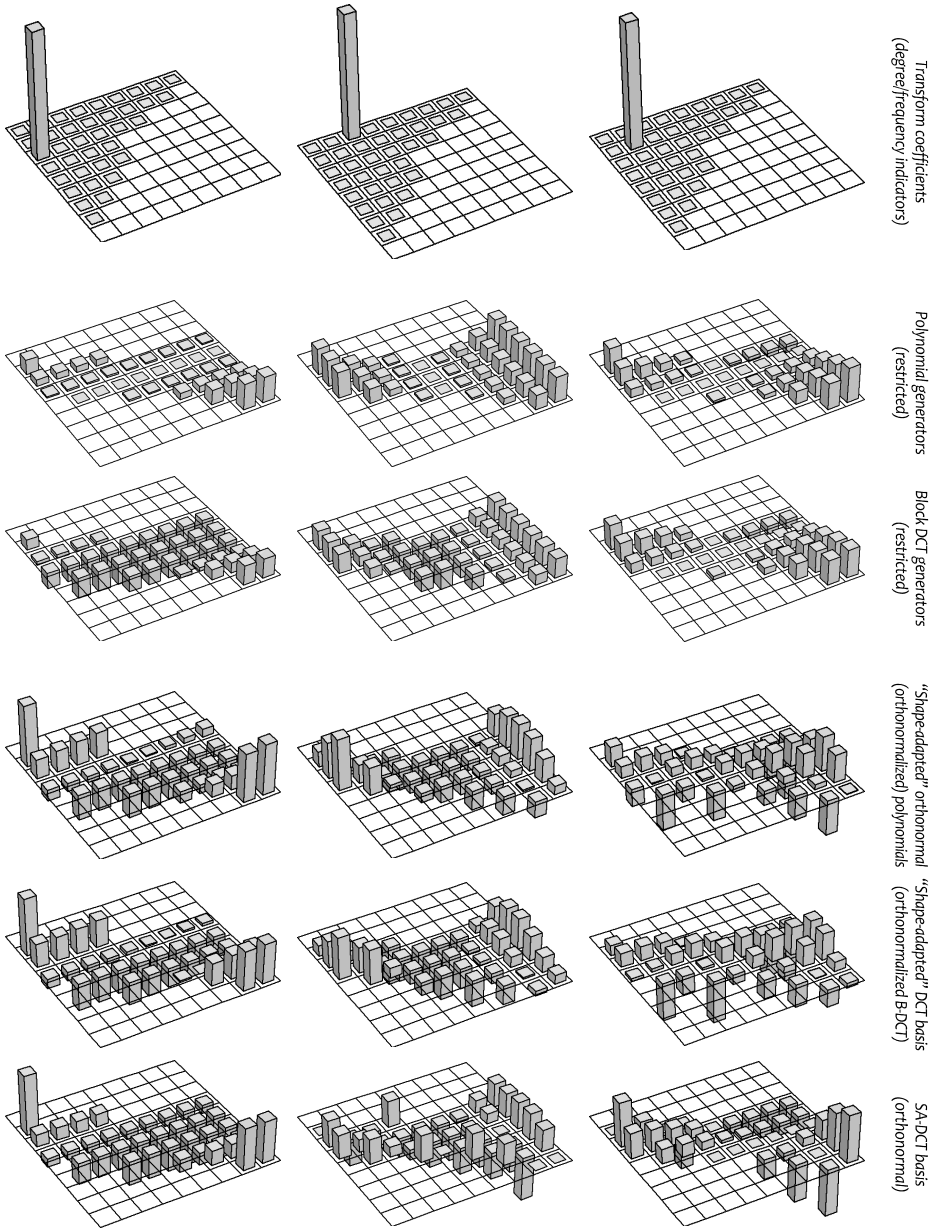 Transform coefficients
(degree/frequency indicators)
Polynomial generators
(restricted)
Block DCT generators
(restricted)
“Shape-adapted” orthonormal
(orthonormalized) polynomials
“Shape-adapted” DCT basis
(orthonormalized B-DCT)
SA-DCT basis
(orthonormal)